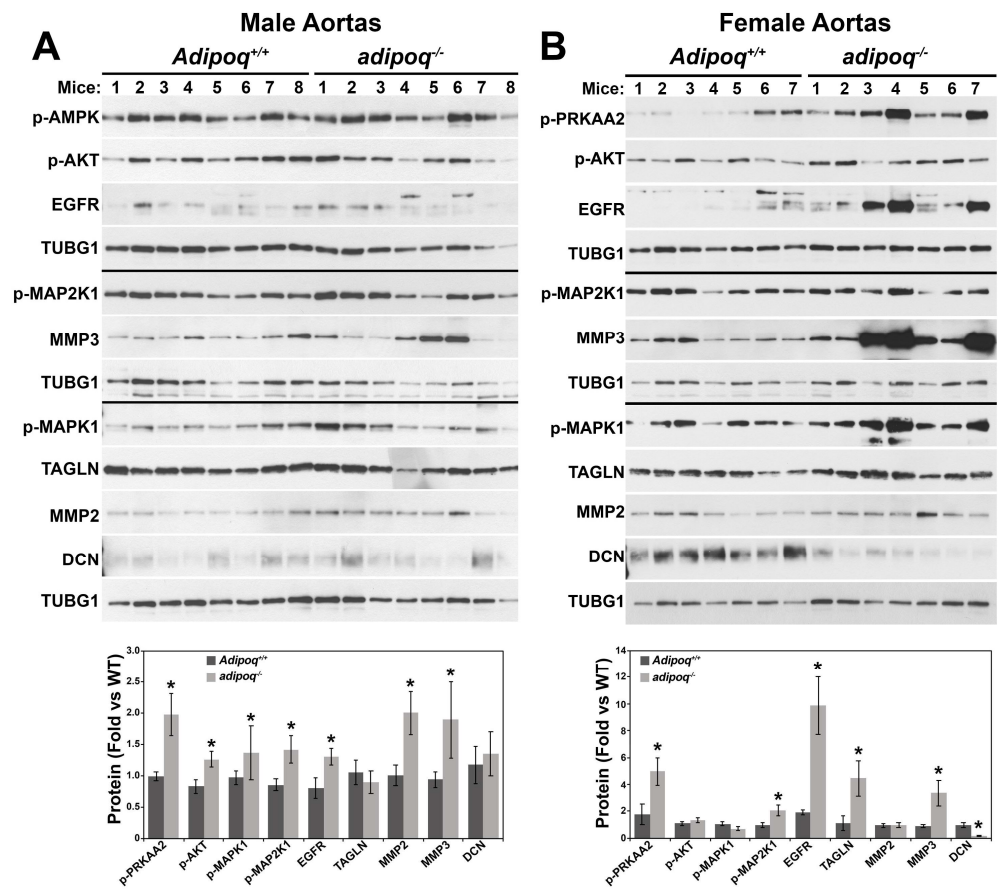 Male Aortas
A
Adipoq+/+
adipoq-/-
Mice: 1 2 3 4 5 6 7 8 1 2 3 4 5 6 7 8
p-AMPK
p-AKT
EGFR
TUBG1
p-MAP2K1
MMP3
TUBG1
p-MAPK1
TAGLN
MMP2
DCN
TUBG1
Protein (Fold vs WT)
3.0
2.5
2.0
1.5
1.0
0.5
0
Adipoq+/+
adipoq-/-
* * * * * * *
p-PRKAA2
p-AKT
p-MAPK1
p-MAP2K1
EGFR
TAGLN
MMP2
MMP3
DCN
Female Aortas
B
Adipoq+/+
adipoq-/-
Mice: 1 2 3 4 5 6 7 1 2 3 4 5 6 7
p-PRKAA2
p-AKT
EGFR
TUBG1
p-MAP2K1
MMP3
TUBG1
p-MAPK1
TAGLN
MMP2
DCN
TUBG1
Protein (Fold vs WT)
14
12
10
8
6
4
2
0
Adipoq+/+
adipoq-/-
* * * * * *
p-PRKAA2
p-AKT
p-MAPK1
p-MAP2K1
EGFR
TAGLN
MMP2
MMP3
DCN